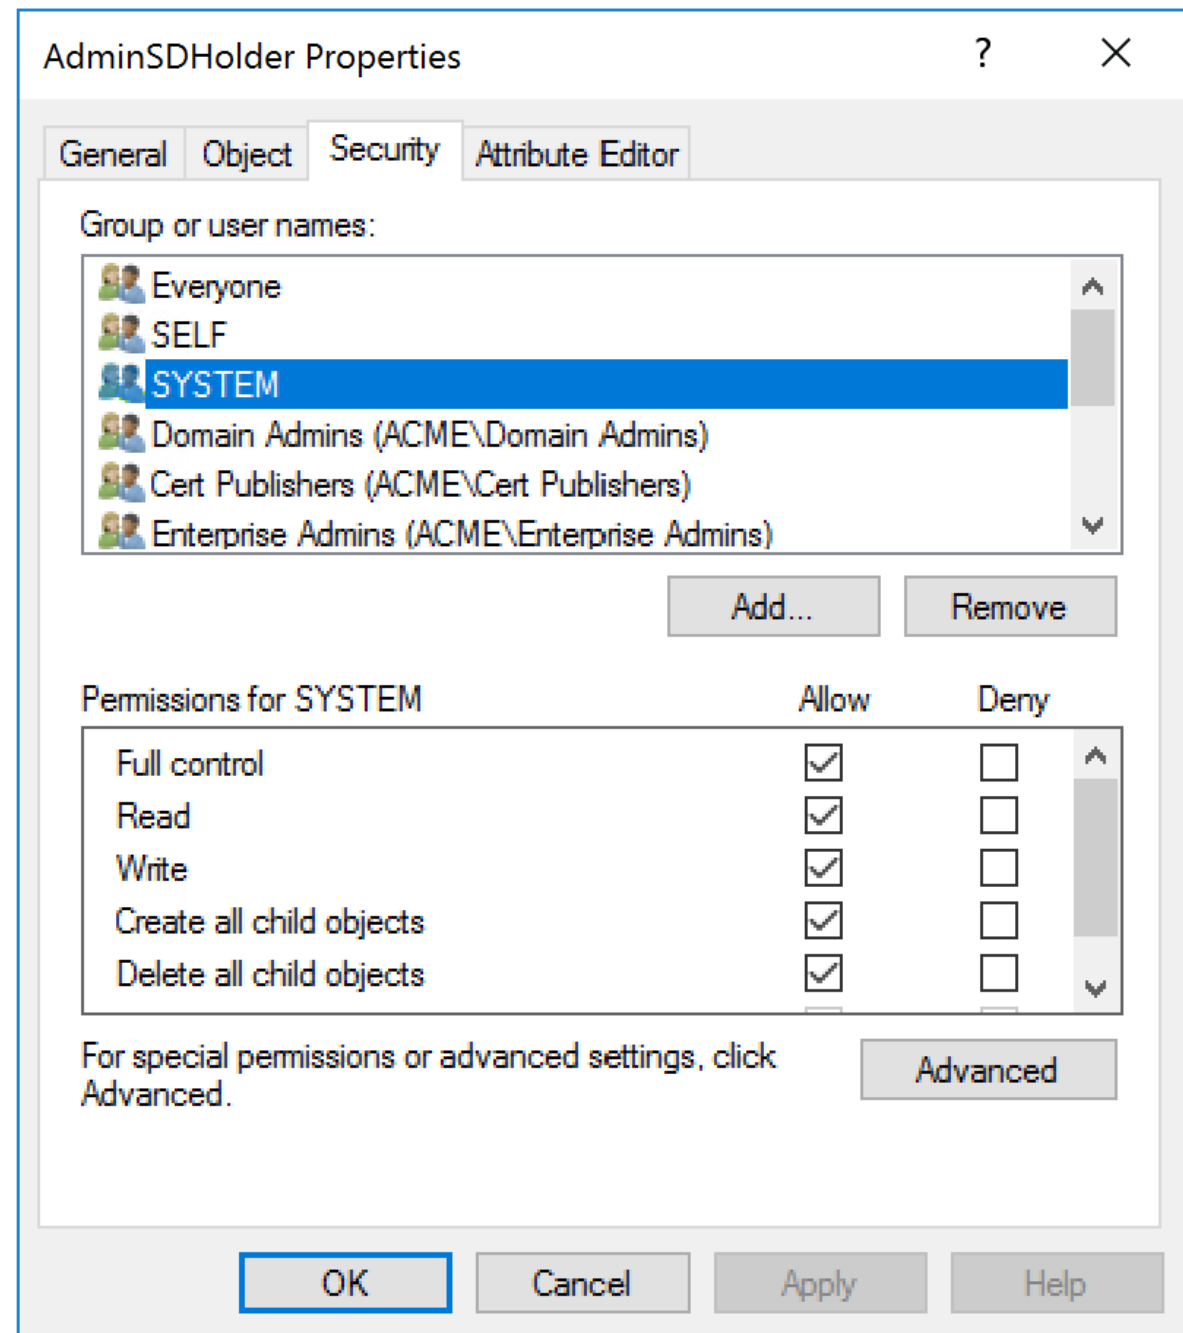 AdminSDHolder Properties ?
General Object Security Attribute Editor
Group or user names:
Everyone
SELF
SYSTEM
Domain Admins (ACME\Domain Admins)
Cert Publishers (ACME\Cert Publishers)
Enterprise Admins (ACME\Enterprise Admins)
Add... Remove
Permissions for SYSTEM Allow Deny
Full control
Read
Write
Create all child objects
Delete all child objects
For special permissions or advanced settings, click Advanced
Advanced.
OK Cancel Apply Help